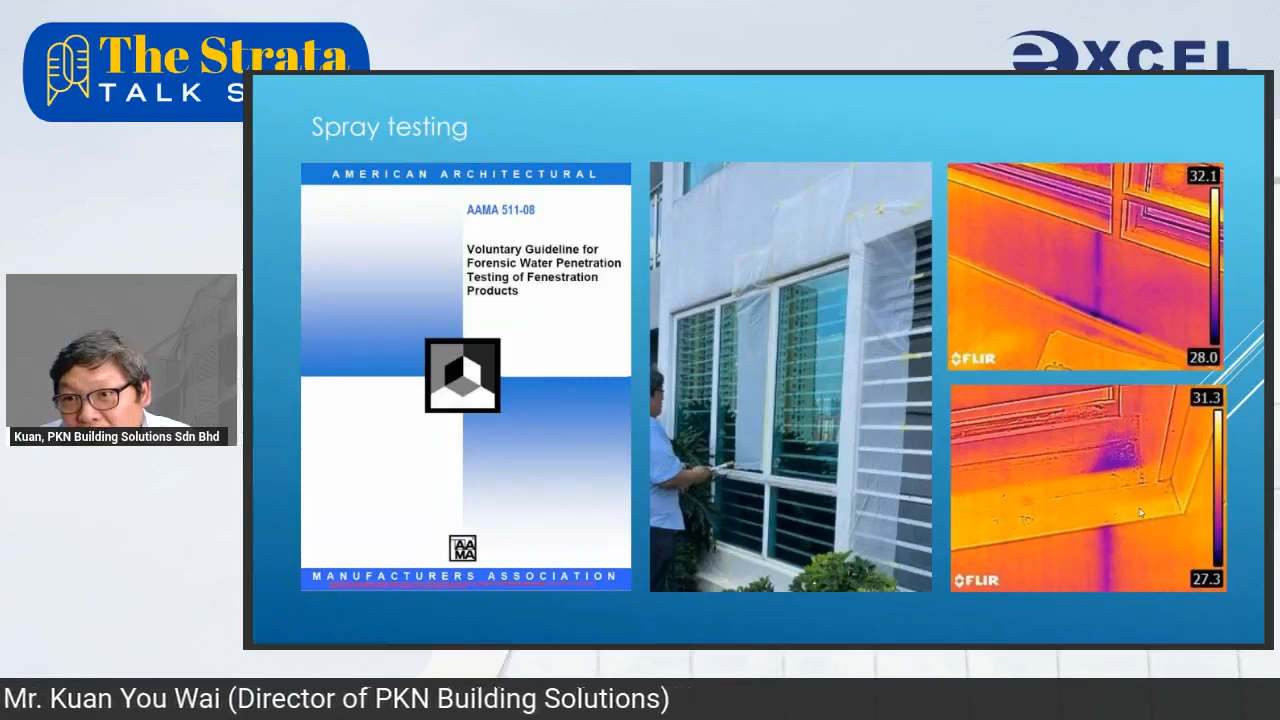 The Strata
TALK S
EXCEL
Spray testing
AMERICAN ARCHITECTURAL
AAMA 511-08
Voluntary Guideline for
Forensic Water Penetration
Testing of Fenestration
Products
AAMA
MANUFACTURERS ASSOCIATION
32.1
28.0
FLIR
31.3
27.3
FLIR
Kuan, PKN Building Solutions Sdn Bhd
Mr. Kuan You Wai (Director of PKN Building Solutions)